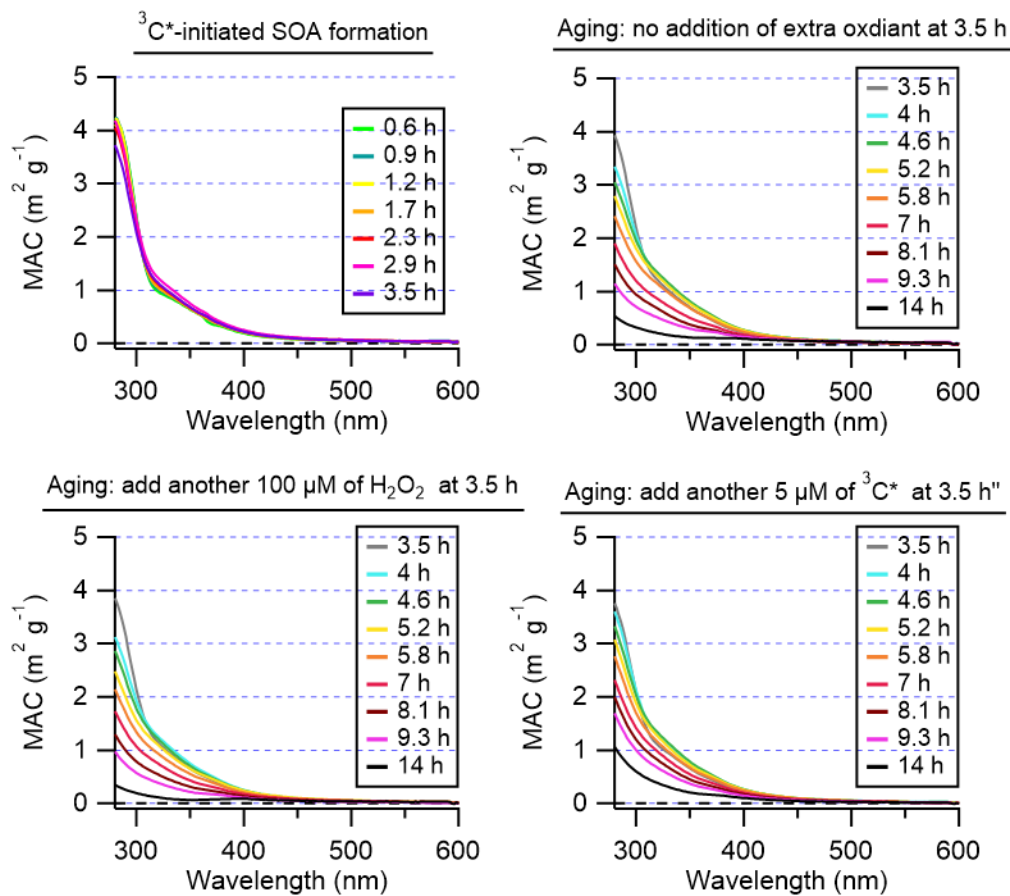 ³C*-initiated SOA formation
5
4
3
2
1
0
MAC (m² g⁻¹)
0.6 h
0.9 h
1.2 h
1.7 h
2.3 h
2.9 h
3.5 h
300
400
500
600
Wavelength (nm)
Aging: no addition of extra oxdiant at 3.5 h
5
4
3
2
1
0
MAC (m² g⁻¹)
3.5 h
4 h
4.6 h
5.2 h
5.8 h
7 h
8.1 h
9.3 h
14 h
300
400
500
600
Wavelength (nm)
Aging: add another 100 µM of H₂O₂ at 3.5 h
5
4
3
2
1
0
MAC (m² g⁻¹)
3.5 h
4 h
4.6 h
5.2 h
5.8 h
7 h
8.1 h
9.3 h
14 h
300
400
500
600
Wavelength (nm)
Aging: add another 5 µM of ³C* at 3.5 h"
5
4
3
2
1
0
MAC (m² g⁻¹)
3.5 h
4 h
4.6 h
5.2 h
5.8 h
7 h
8.1 h
9.3 h
14 h
300
400
500
600
Wavelength (nm)